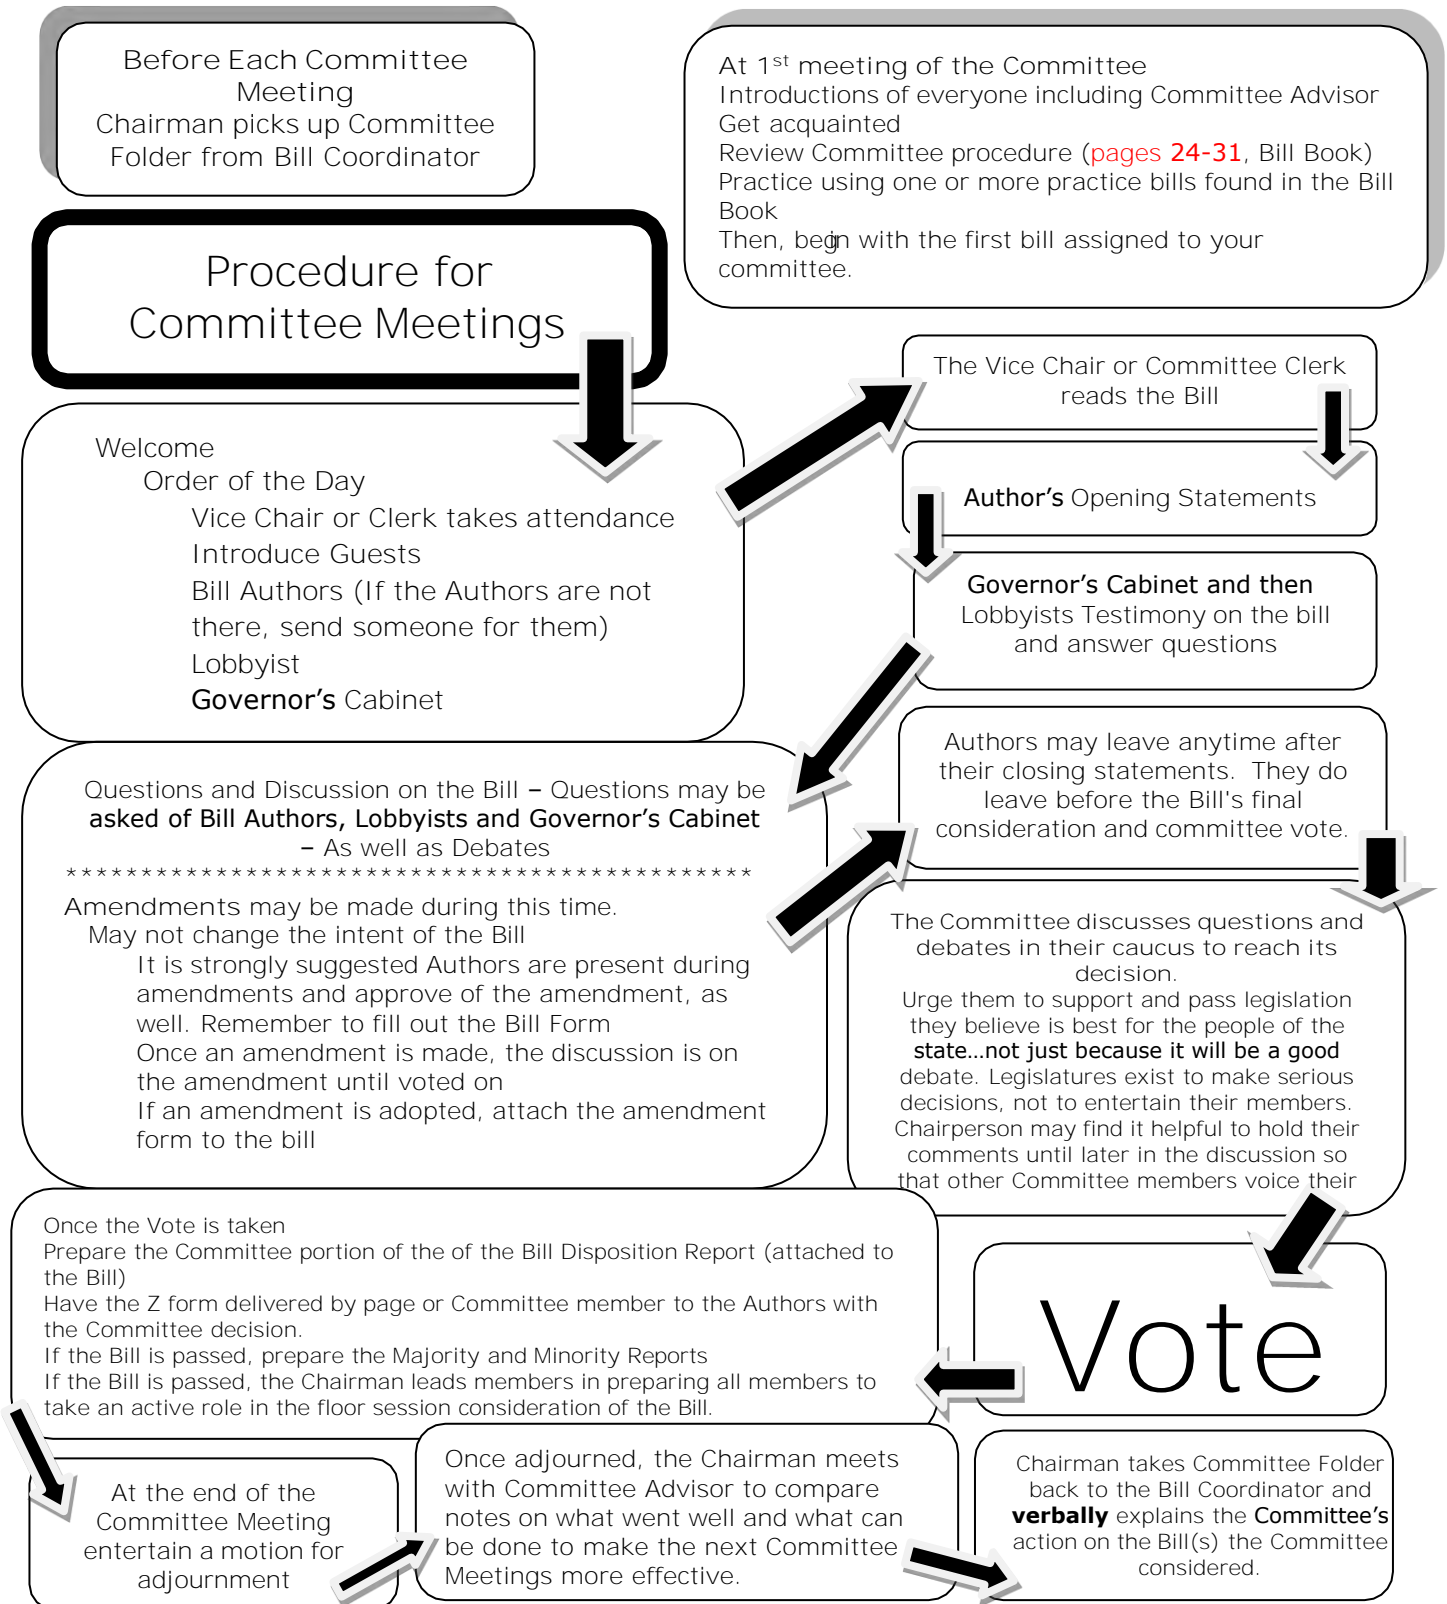 Before Each Committee
Meeting
Chairman picks up Committee
Folder from Bill Coordinator
At 1st meeting of the Committee
Introductions of everyone including Committee Advisor
Get acquainted
Review Committee procedure (pages 24-31, Bill Book)
Practice using one or more practice bills found in the Bill
Book
Then, begin with the first bill assigned to your
committee.
Procedure for
Committee Meetings
Welcome
Order of the Day
Vice Chair or Clerk takes attendance
Introduce Guests
Bill Authors (If the Authors are not
there, send someone for them)
Lobbyist
Governor’s Cabinet
The Vice Chair or Committee Clerk
reads the Bill
Author’s Opening Statements
Governor’s Cabinet and then
Lobbyists Testimony on the bill
and answer questions
Questions and Discussion on the Bill – Questions may be
asked of Bill Authors, Lobbyists and Governor’s Cabinet
– As well as Debates
***********************************************
Amendments may be made during this time.
May not change the intent of the Bill
It is strongly suggested Authors are present during
amendments and approve of the amendment, as
well. Remember to fill out the Bill Form
Once an amendment is made, the discussion is on
the amendment until voted on
If an amendment is adopted, attach the amendment
form to the bill
Authors may leave anytime after
their closing statements. They do
leave before the Bill's final
consideration and committee vote.
The Committee discusses questions and
debates in their caucus to reach its
decision.
Urge them to support and pass legislation
they believe is best for the people of the
state…not just because it will be a good
debate. Legislatures exist to make serious
decisions, not to entertain their members.
Chairperson may find it helpful to hold their
comments until later in the discussion so
that other Committee members voice their
Vote
Once the Vote is taken
Prepare the Committee portion of the of the Bill Disposition Report (attached to
the Bill)
Have the Z form delivered by page or Committee member to the Authors with
the Committee decision.
If the Bill is passed, prepare the Majority and Minority Reports
If the Bill is passed, the Chairman leads members in preparing all members to
take an active role in the floor session consideration of the Bill.
At the end of the
Committee Meeting
entertain a motion for
adjournment
Once adjourned, the Chairman meets
with Committee Advisor to compare
notes on what went well and what can
be done to make the next Committee
Meetings more effective.
Chairman takes Committee Folder
back to the Bill Coordinator and
verbally explains the Committee’s
action on the Bill(s) the Committee
considered.